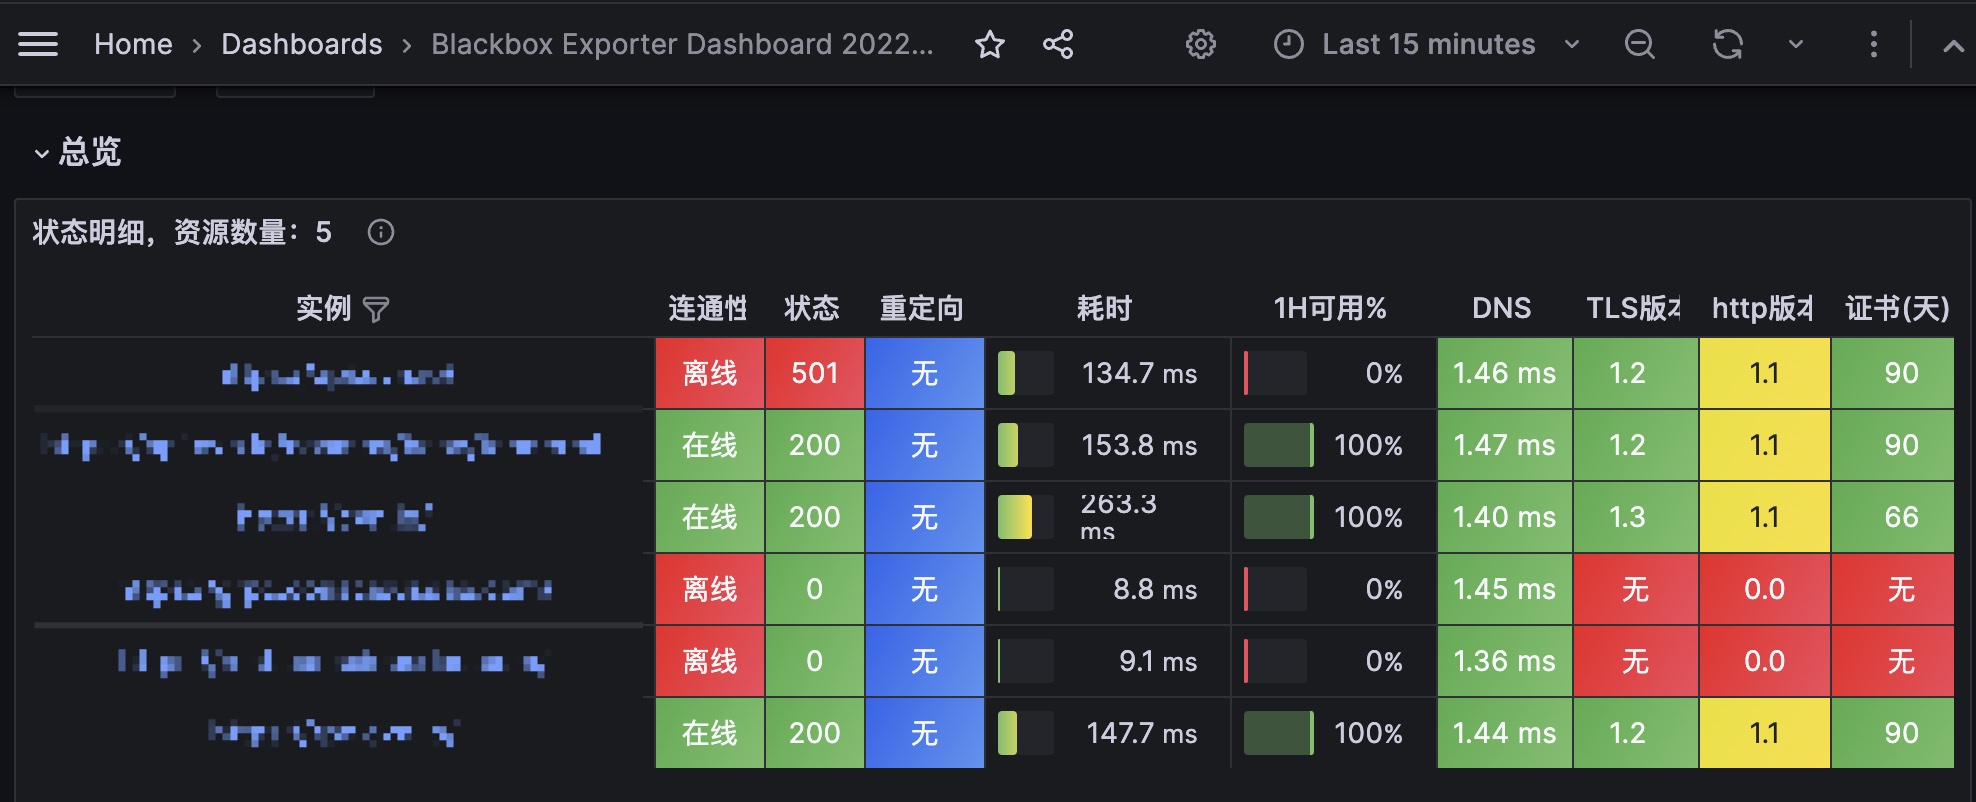 Home › Dashboards › Blackbox Exporter Dashboard 2022... Last 15 minutes
总览
状态明细，资源数量：5
实例 连通性 状态 重定向 耗时 1H可用% DNS TLS版本 http版本 证书(天)
离线 501 无 134.7 ms 0% 1.46 ms 1.2 1.1 90
在线 200 无 153.8 ms 100% 1.47 ms 1.2 1.1 90
在线 200 无 263.3 ms 100% 1.40 ms 1.3 1.1 66
离线 0 无 8.8 ms 0% 1.45 ms 无 0.0 无
离线 0 无 9.1 ms 0% 1.36 ms 无 0.0 无
在线 200 无 147.7 ms 100% 1.44 ms 1.2 1.1 90